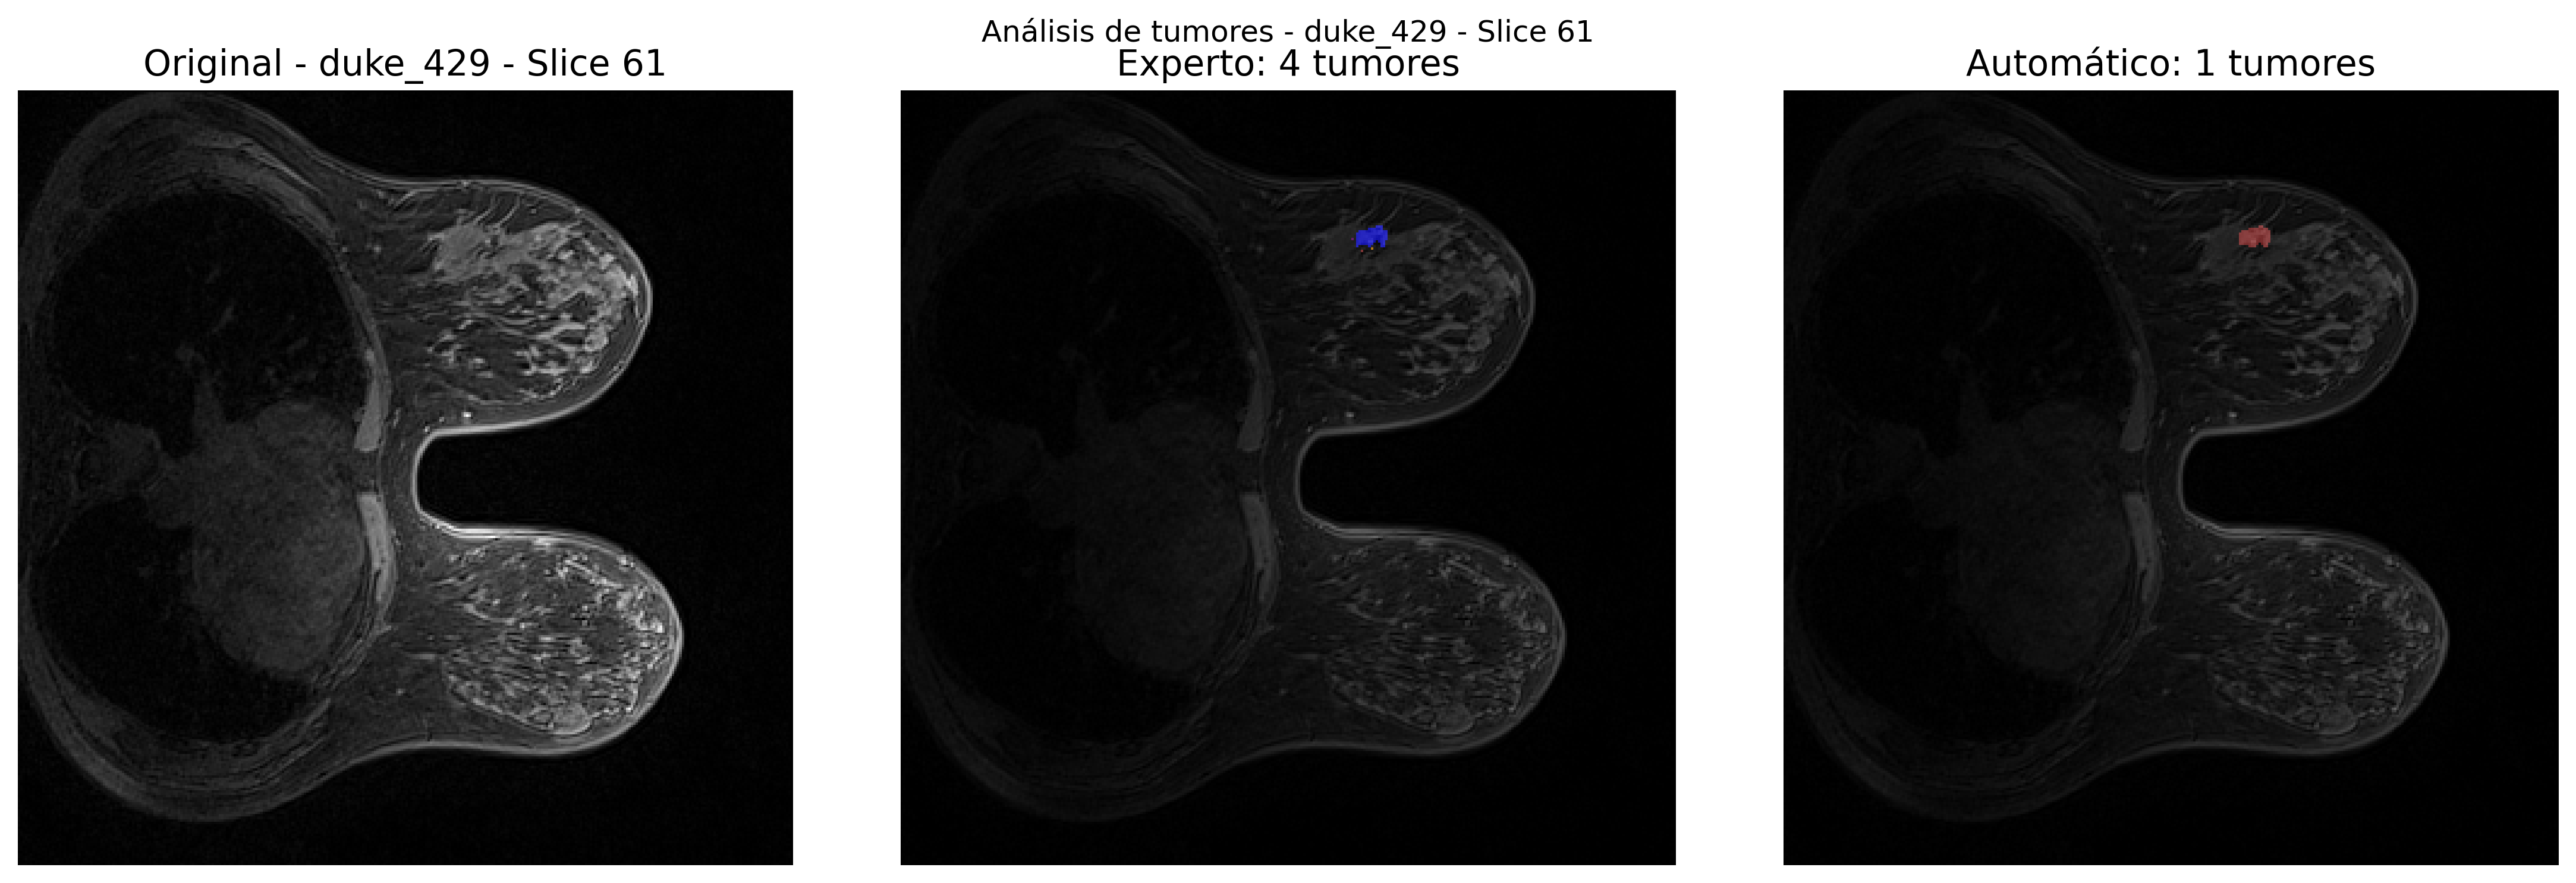 Análisis de tumores - duke_429 - Slice 61
Original - duke_429 - Slice 61
Experto: 4 tumores
Automático: 1 tumores